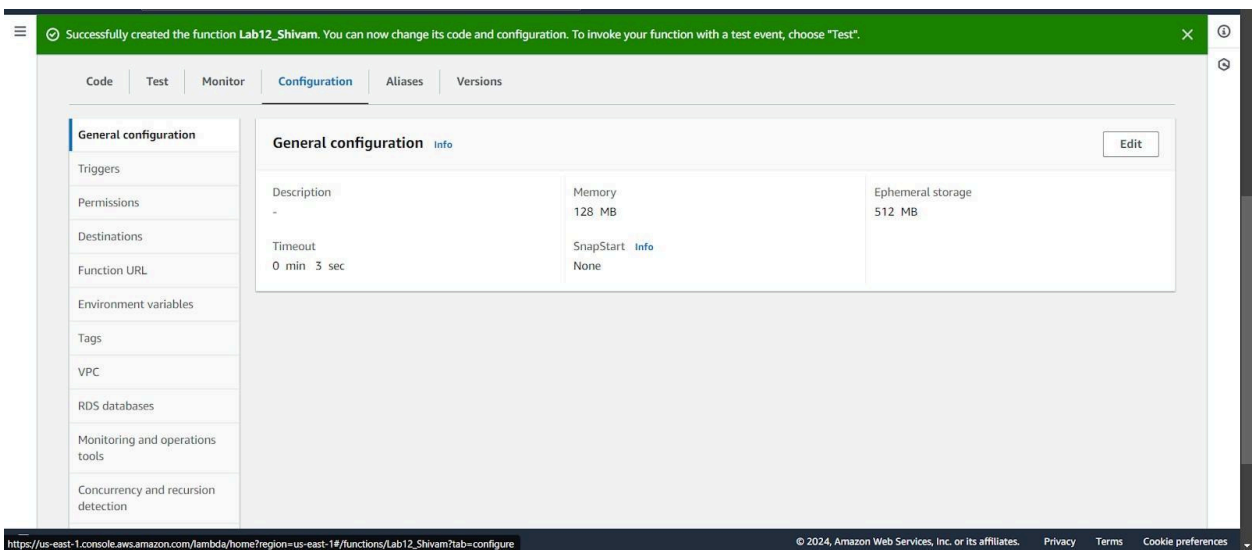 Successfully created the function Lab12_Shivam. You can now change its code and configuration. To invoke your function with a test event, choose "Test".
Code Test Monitor Configuration Aliases Versions
General configuration
Triggers
Permissions
Destinations
Function URL
Environment variables
Tags
VPC
RDS databases
Monitoring and operations
tools
Concurrency and recursion
detection
General configuration Info
Edit
Description
-
Memory
128 MB
Ephemeral storage
512 MB
Timeout
0 min 3 sec
SnapStart Info
None
https://us-east-1.console.aws.amazon.com/lambda/home?region=us-east-1#/functions/Lab12_Shivam?tab=configure
© 2024, Amazon Web Services, Inc. or its affiliates. Privacy Terms Cookie preferences